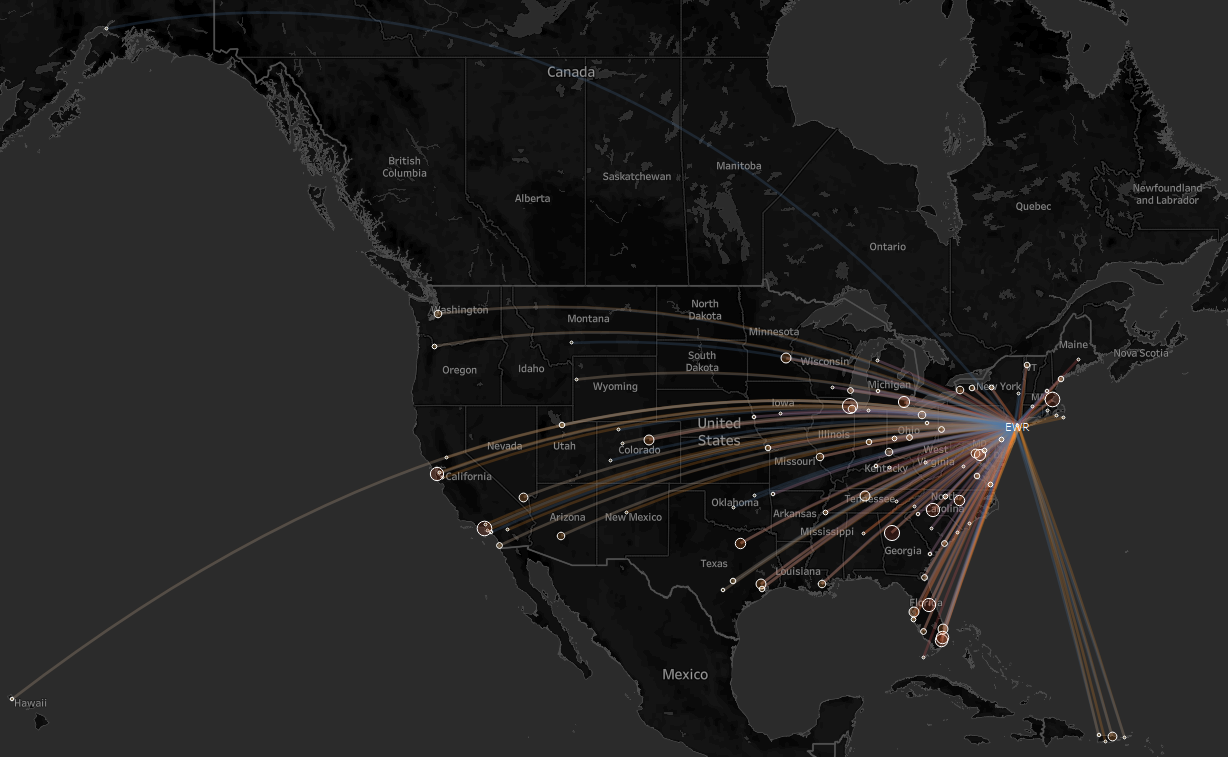 Canada
British
Columbia
Alberta
Saskatchewan
Manitoba
Newfoundland
and Labrador
Quebec
Ontario
Washington
Montana
North
Dakota
Minnesota
Maine
Nova Scotia
Oregon
Idaho
Wyoming
South
Dakota
Wisconsin
Michigan
New York
VT
MA
Iowa
Nevada
Utah
Colorado
United
States
Illinois
Ohio
EWR
MD
California
Missouri
West
Virginia
Kentucky
Arizona
New Mexico
Oklahoma
Arkansas
Tennessee
North
Carolina
Mississippi
Georgia
Texas
Louisiana
Florida
Mexico
Hawaii